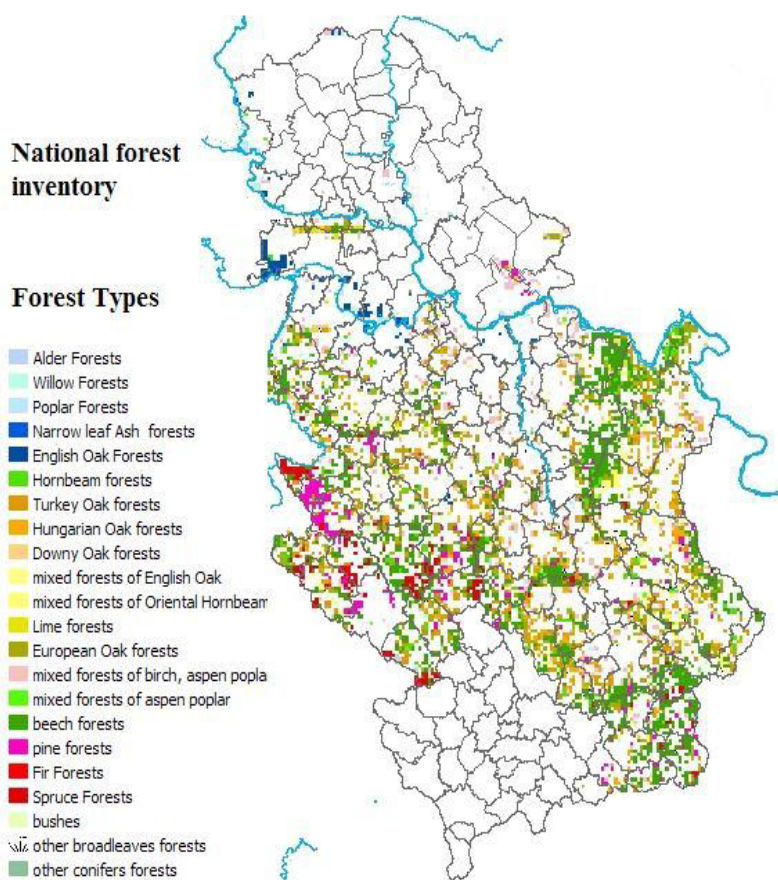 National forest
inventory
Forest Types
Alder Forests
Willow Forests
Poplar Forests
Narrow leaf Ash forests
English Oak Forests
Hornbeam forests
Turkey Oak forests
Hungarian Oak forests
Downy Oak forests
mixed forests of English Oak
mixed forests of Oriental Hornbeam
Lime forests
European Oak forests
mixed forests of birch, aspen popla
mixed forests of aspen poplar
beech forests
pine forests
Fir Forests
Spruce Forests
bushes
other broadleaves forests
other conifers forests